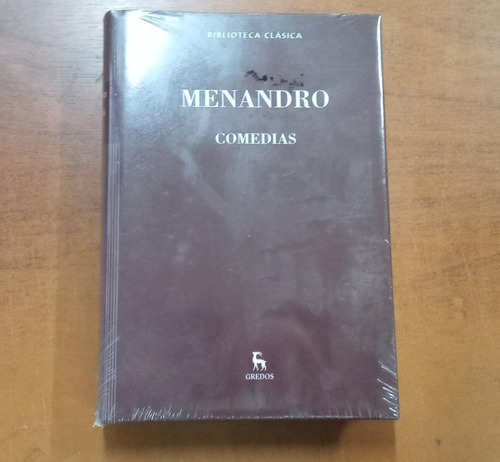 BIBLIOTECA CLÁSICA
MENANDRO
COMEDIAS
GREDOS